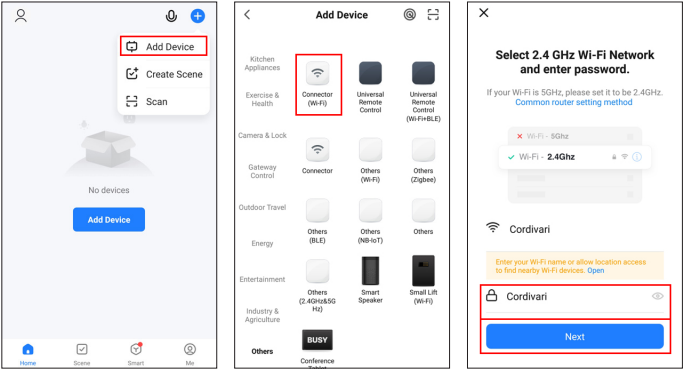 Add Device
Create Scene
Scan
No devices
Add Device
Home
Scene
Smart
Me
Add Device
Kitchen
Appliances
Exercise &
Health
Camera & Lock
Gateway
Control
Outdoor Travel
Energy
Entertainment
Industry &
Agriculture
Others
Connector
(Wi-Fi)
Universal
Remote
Control
Universal
Remote
Control
(Wi-Fi+BLE)
Connector
Others
(Wi-Fi)
Others
(Zigbee)
Others
(BLE)
Others
(NB-IoT)
Others
Others
(2.4GHz&5G
Hz)
Smart
Speaker
Small Lift
(Wi-Fi)
BUSY
Conference
Tablet
Select 2.4 GHz Wi-Fi Network
and enter password.
If your Wi-Fi is 5GHz, please set it to be 2.4GHz.
Common router setting method
Wi-Fi - 5Ghz
Wi-Fi - 2.4Ghz
Cordivari
Enter your Wi-Fi name or allow location access
to find nearby Wi-Fi devices. Open
Cordivari
Next